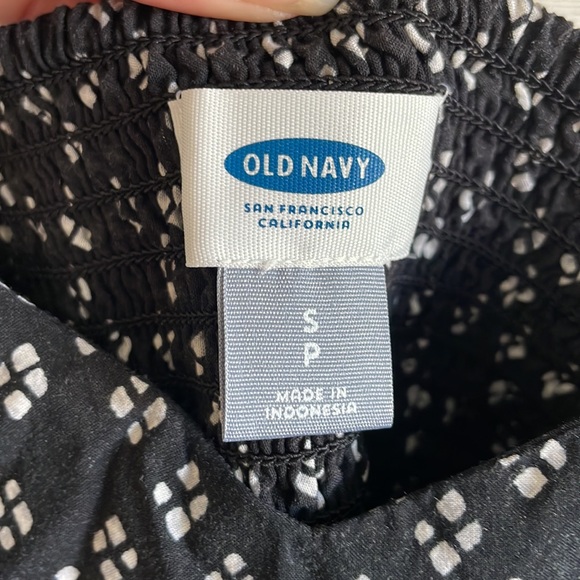 OLD NAVY
SAN FRANCISCO
CALIFORNIA
S
P
MADE IN
INDONESIA